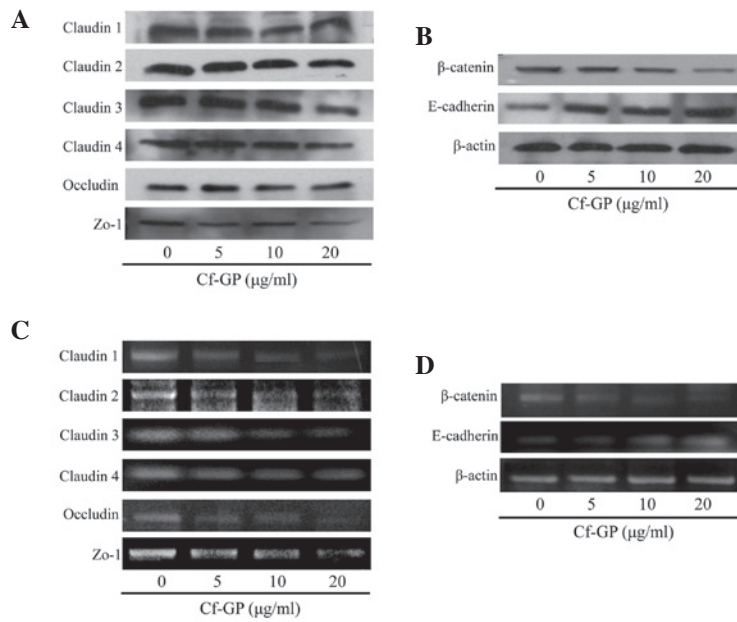 A
Claudin 1
Claudin 2
Claudin 3
Claudin 4
Occludin
Zo-1
0 5 10 20
Cf-GP (μg/ml)
B
β-catenin
E-cadherin
β-actin
0 5 10 20
Cf-GP (μg/ml)
C
Claudin 1
Claudin 2
Claudin 3
Claudin 4
Occludin
Zo-1
0 5 10 20
Cf-GP (μg/ml)
D
β-catenin
E-cadherin
β-actin
0 5 10 20
Cf-GP (μg/ml)